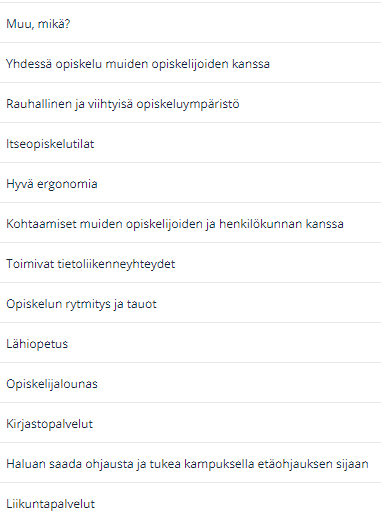 Muu, mikä?
Yhdessä opiskelu muiden opiskelijoiden kanssa
Rauhallinen ja viihtyisä opiskeluympäristö
Itseopiskelutilat
Hyvä ergonomia
Kohtaamiset muiden opiskelijoiden ja henkilökunnan kanssa
Toimivat tietoliikenneyhteydet
Opiskelun rytmitys ja tauot
Lähiopetus
Opiskelijalounas
Kirjastopalvelut
Haluan saada ohjausta ja tukea kampuksella etäohjauksen sijaan
Liikuntapalvelut